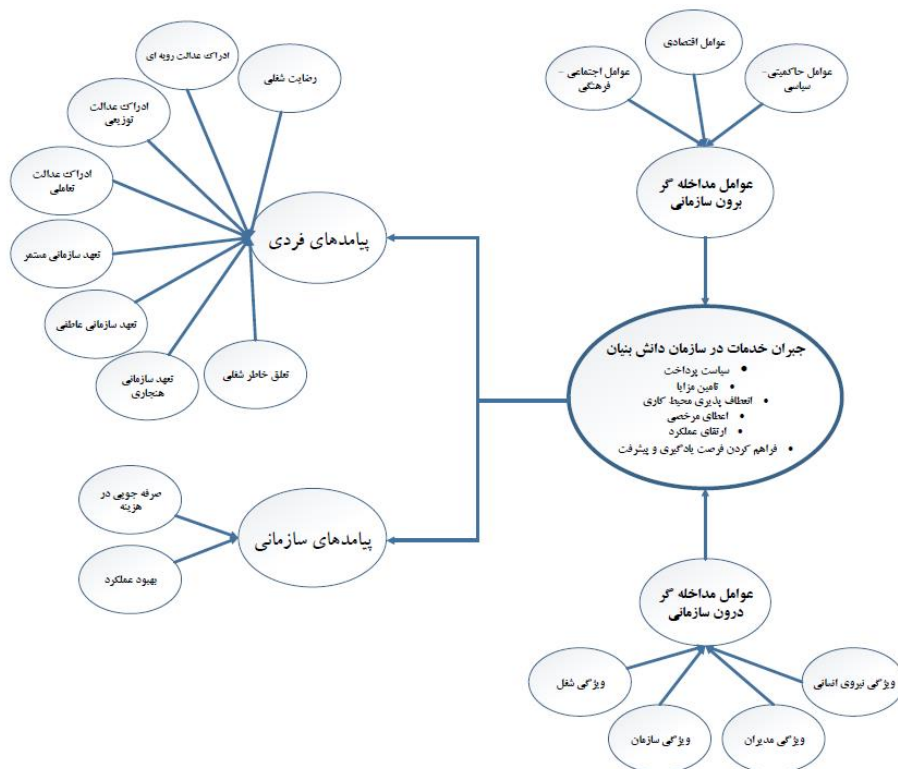 عوامل حاکمیتی-
سیاسی
عوامل اقتصادی
عوامل اجتماعی -
فرهنگی
عوامل مداخله گر
برون سازمانی
جبران خدمات در سازمان دانش بنیان
• سیاست پرداخت
• تامین مزایا
• انعطاف پذیری محیط کاری
• اعطای مرخصی
• ارتقای عملکرد
• فراهم کردن فرصت یادگیری و پیشرفت
عوامل مداخله گر
درون سازمانی
ویژگی نیروی انسانی
ویژگی مدیران
ویژگی سازمان
ویژگی شغل
پیامدهای فردی
رضایت شغلی
ادراک عدالت رویه ای
ادراک عدالت
توزیعی
ادراک عدالت
تعاملی
تعهد سازمانی مستمر
تعهد سازمانی عاطفی
تعهد سازمانی
هنجاری
تعلق خاطر شغلی
پیامدهای سازمانی
صرفه جویی در
هزینه
بهبود عملکرد